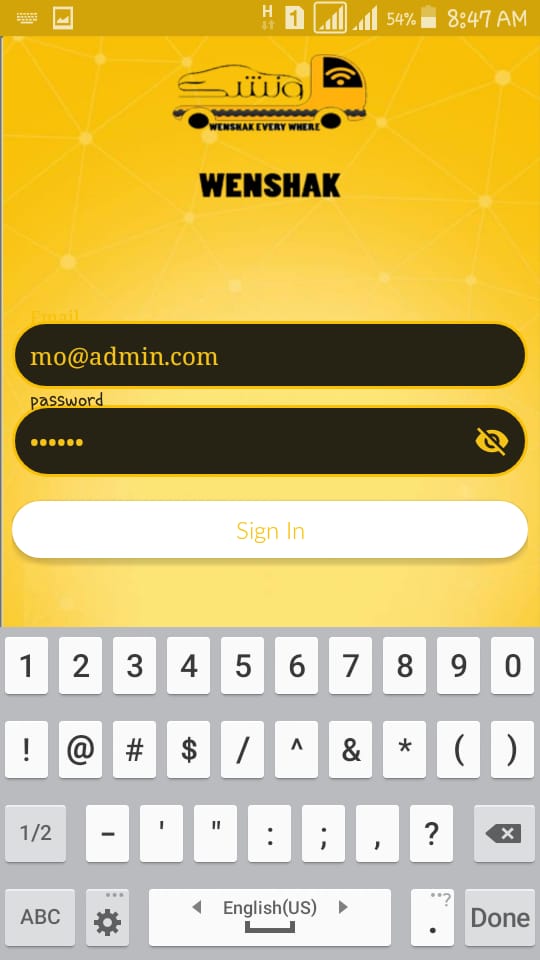 H 1 54% 8:47 AM
ونشك
WENSHAK EVERY WHERE
WENSHAK
Email
mo@admin.com
password
••••••
Sign In
1 2 3 4 5 6 7 8 9 0
! @ # $ / ^ & * ( )
1/2 - ' " : ; , ?
ABC English(US) . ? Done